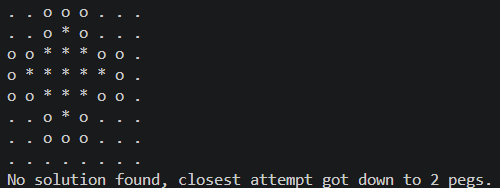 . . o o o . . .
. . o * o . . .
o o * * * o o .
o * * * * * o .
o o * * * o o .
. . o * o . . .
. . o o o . . .
. . . . . . . .
No solution found, closest attempt got down to 2 pegs.